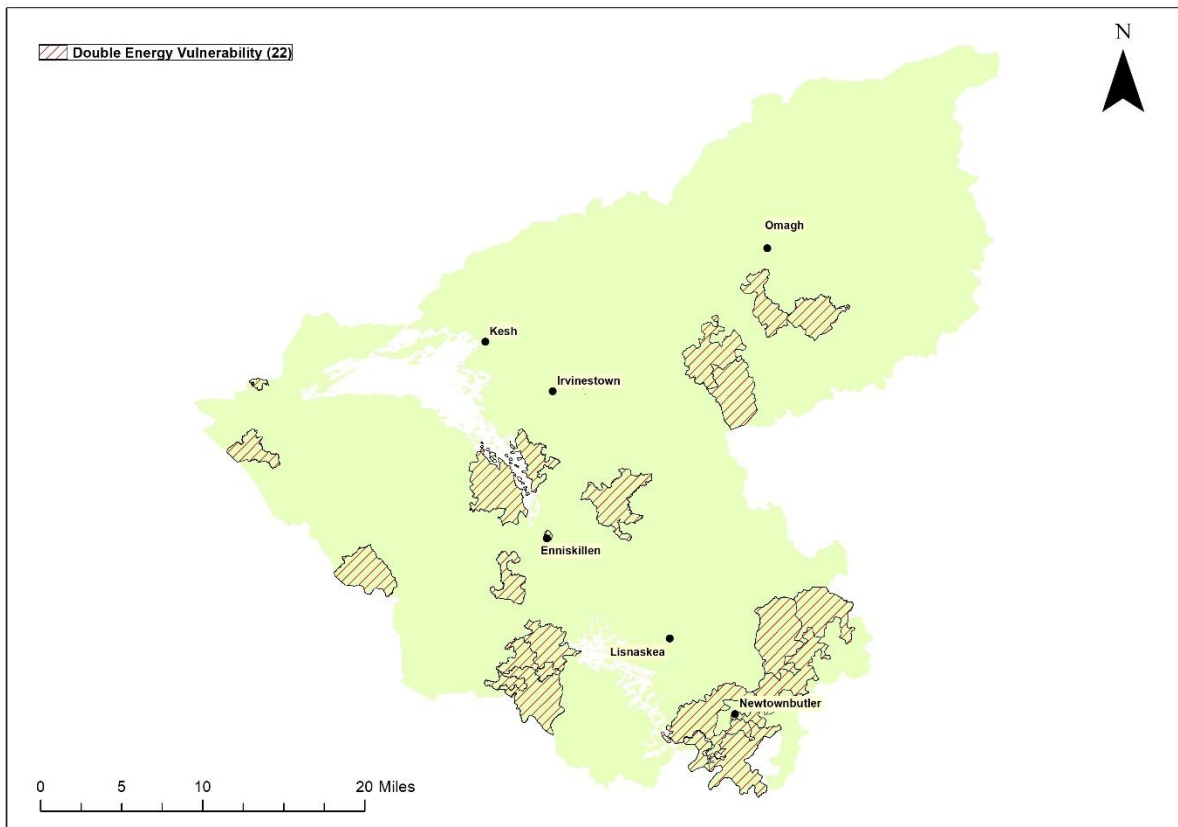 Double Energy Vulnerability (22)
N
Omagh
Kesh
Irvinestown
Enniskillen
Lisnaskea
Newtownbutler
0 5 10 20 Miles